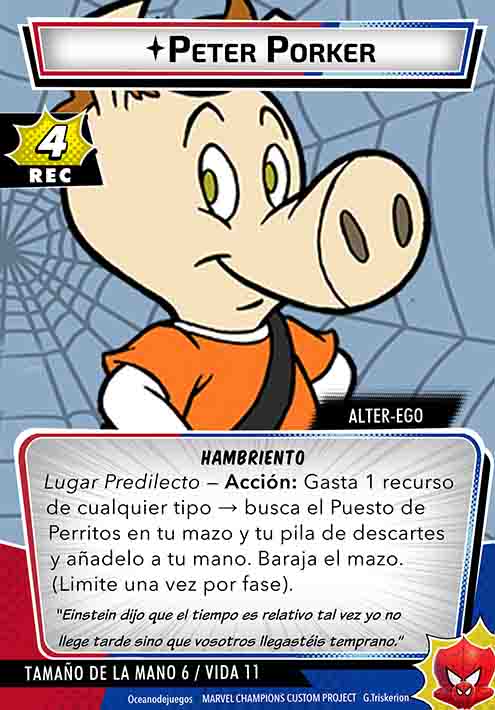 PETER PORKER
4
REC
ALTER-EGO
HAMBRIENTO
Lugar Predilecto – Acción: Gasta 1 recurso
de cualquier tipo → busca el Puesto de
Perritos en tu mazo y tu pila de descartes
y añadelo a tu mano. Baraja el mazo.
(Limite una vez por fase).
"Einstein dijo que el tiempo es relativo tal vez yo no
llege tarde sino que vosotros llegastéis temprano."
TAMAÑO DE LA MANO 6 / VIDA 11
Oceanodejuegos MARVEL CHAMPIONS CUSTOM PROJECT G.Triskerion